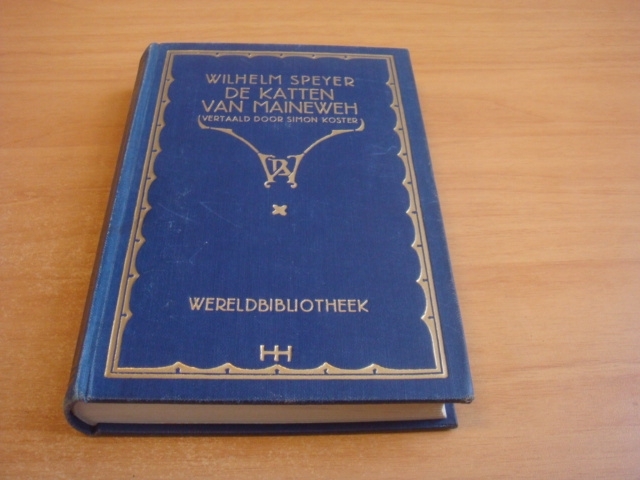 WILHELM SPEYER
DE KATTEN
VAN MAINEWEH
(VERTAALD DOOR SIMON KOSTER)
WB
WERELDBIBLIOTHEEK
HH